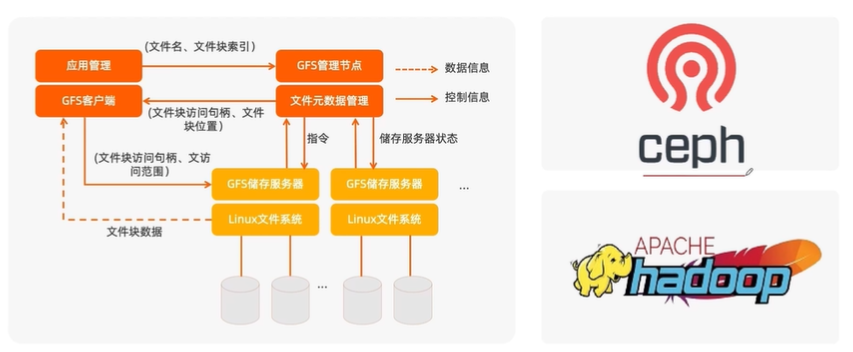 (文件名、文件块索引)
应用管理
GFS管理节点
数据信息
GFS客户端
文件元数据管理
控制信息
(文件块访问句柄、文件
块位置)
指令
储存服务器状态
(文件块访问句柄、文访
问范围)
GFS储存服务器
GFS储存服务器
...
Linux文件系统
Linux文件系统
文件块数据
...
ceph
APACHE
hadoop